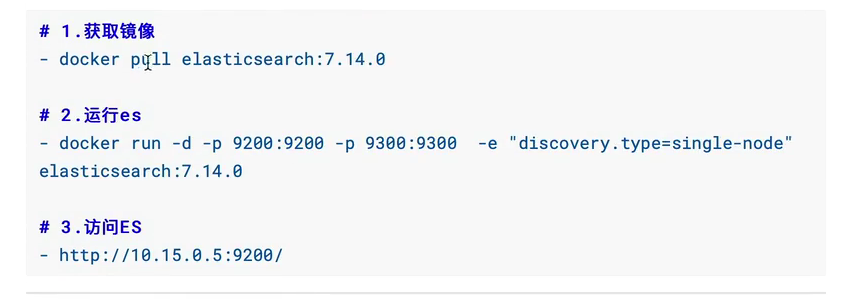 # 1.获取镜像
- docker pull elasticsearch:7.14.0
# 2.运行es
- docker run -d -p 9200:9200 -p 9300:9300  -e "discovery.type=single-node"
elasticsearch:7.14.0
# 3.访问ES
- http://10.15.0.5:9200/